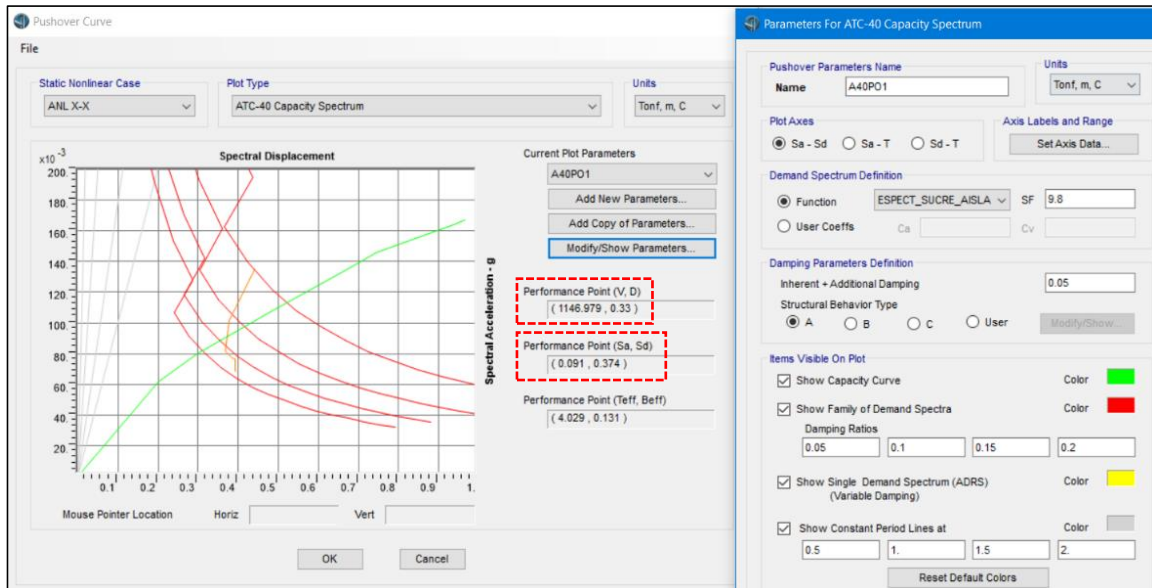 Pushover Curve
File
Static Nonlinear Case
ANL X-X
Plot Type
ATC-40 Capacity Spectrum
Units
Tonf, m, C
x10 -3
Spectral Displacement
200.
180.
160.
140.
120.
100.
80.
60.
40.
20.
0.1 0.2 0.3 0.4 0.5 0.6 0.7 0.8 0.9 1.
Spectral Acceleration - g
Mouse Pointer Location Horiz Vert
OK Cancel
Current Plot Parameters
A40PO1
Add New Parameters...
Add Copy of Parameters...
Modify/Show Parameters...
Performance Point (V, D)
( 1146.979 , 0.33 )
Performance Point (Sa, Sd)
( 0.091 , 0.374 )
Performance Point (Teff, Beff)
( 4.029 , 0.131 )
Parameters For ATC-40 Capacity Spectrum
Pushover Parameters Name
Name A40PO1
Units
Tonf, m, C
Plot Axes
Sa - Sd Sa - T Sd - T
Axis Labels and Range
Set Axis Data...
Demand Spectrum Definition
Function ESPECT_SUCRE_AISLA SF 9.8
User Coeffs Ca Cv
Damping Parameters Definition
Inherent + Additional Damping 0.05
Structural Behavior Type
A B C User Modify/Show...
Items Visible On Plot
Show Capacity Curve Color
Show Family of Demand Spectra Color
Damping Ratios
0.05 0.1 0.15 0.2
Show Single Demand Spectrum (ADRS) Color
(Variable Damping)
Show Constant Period Lines at Color
0.5 1. 1.5 2.
Reset Default Colors